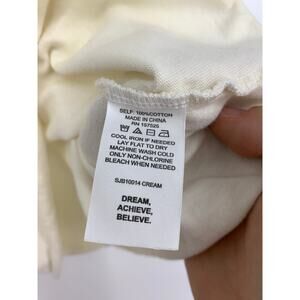 SELF: 100%COTTON
MADE IN CHINA
RN 157525
COOL IRON IF NEEDED
LAY FLAT TO DRY
MACHINE WASH COLD
ONLY NON-CHLORINE
BLEACH WHEN NEEDED
SJB10014 CREAM
DREAM,
ACHIEVE,
BELIEVE.